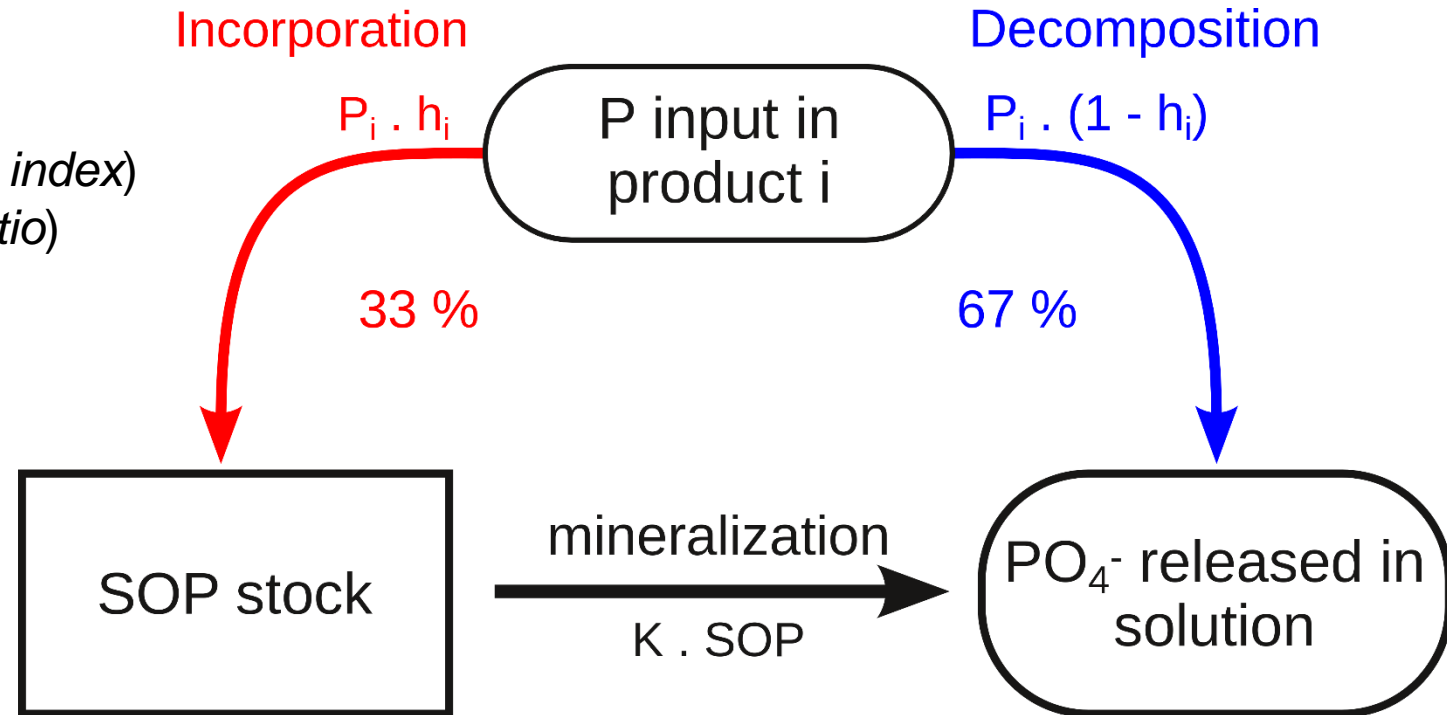 Incorporation
Decomposition
Pᵢ . hᵢ
P input in
product i
Pᵢ . (1 - hᵢ)
index)
tio)
33 %
67 %
SOP stock
mineralization
K . SOP
PO₄⁻ released in
solution